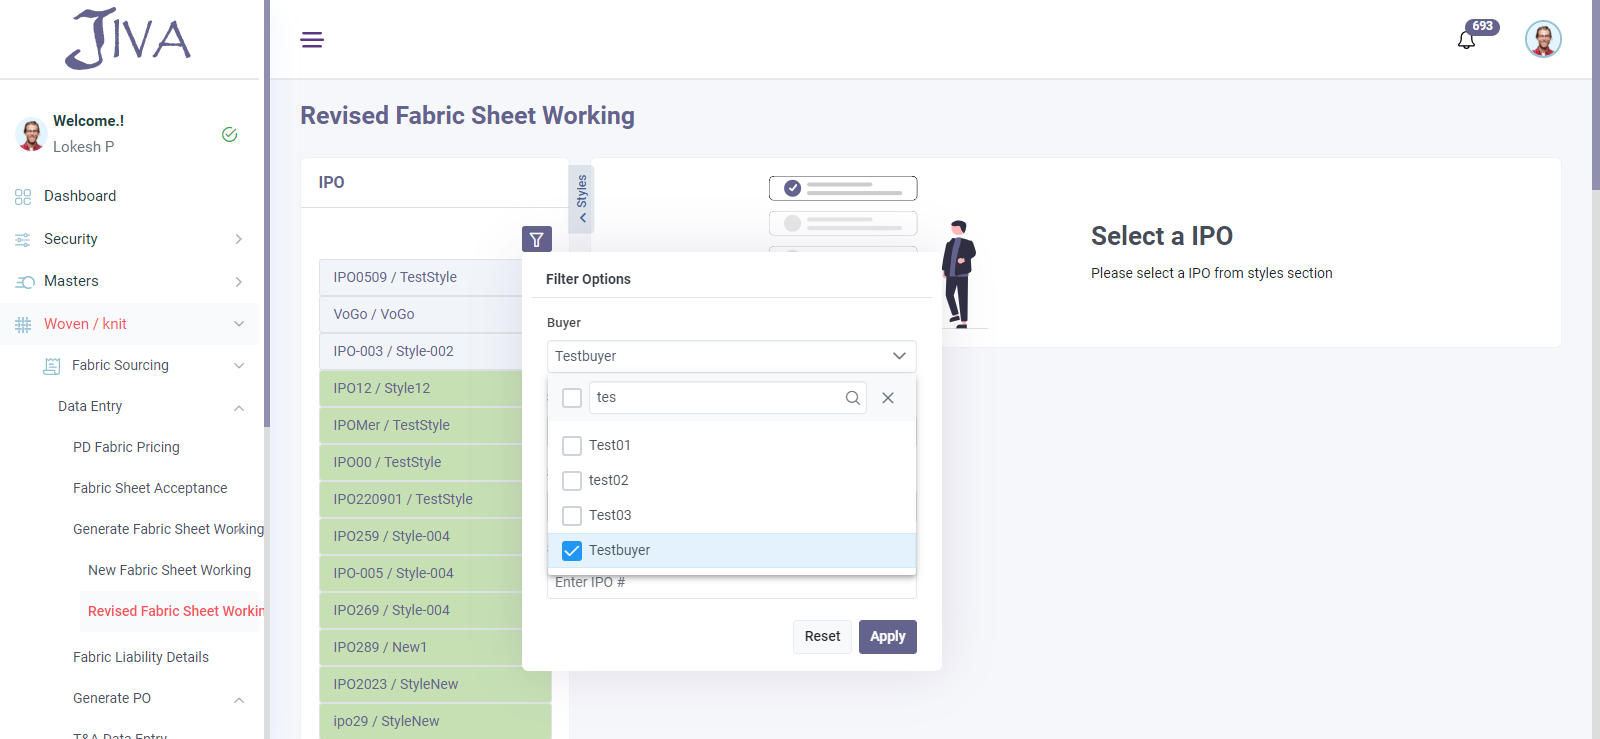 JIVA
693
Welcome.!
Lokesh P
Dashboard
Security
Masters
Woven / knit
Fabric Sourcing
Data Entry
PD Fabric Pricing
Fabric Sheet Acceptance
Generate Fabric Sheet Working
New Fabric Sheet Working
Revised Fabric Sheet Workin
Fabric Liability Details
Generate PO
T&A Data Entry
Revised Fabric Sheet Working
IPO
Styles
IPO0509 / TestStyle
VoGo / VoGo
IPO-003 / Style-002
IPO12 / Style12
IPOMer / TestStyle
IPO00 / TestStyle
IPO220901 / TestStyle
IPO259 / Style-004
IPO-005 / Style-004
IPO269 / Style-004
IPO289 / New1
IPO2023 / StyleNew
ipo29 / StyleNew
Select a IPO
Please select a IPO from styles section
Filter Options
Buyer
Testbuyer
tes
Test01
test02
Test03
Testbuyer
Enter IPO #
Reset
Apply